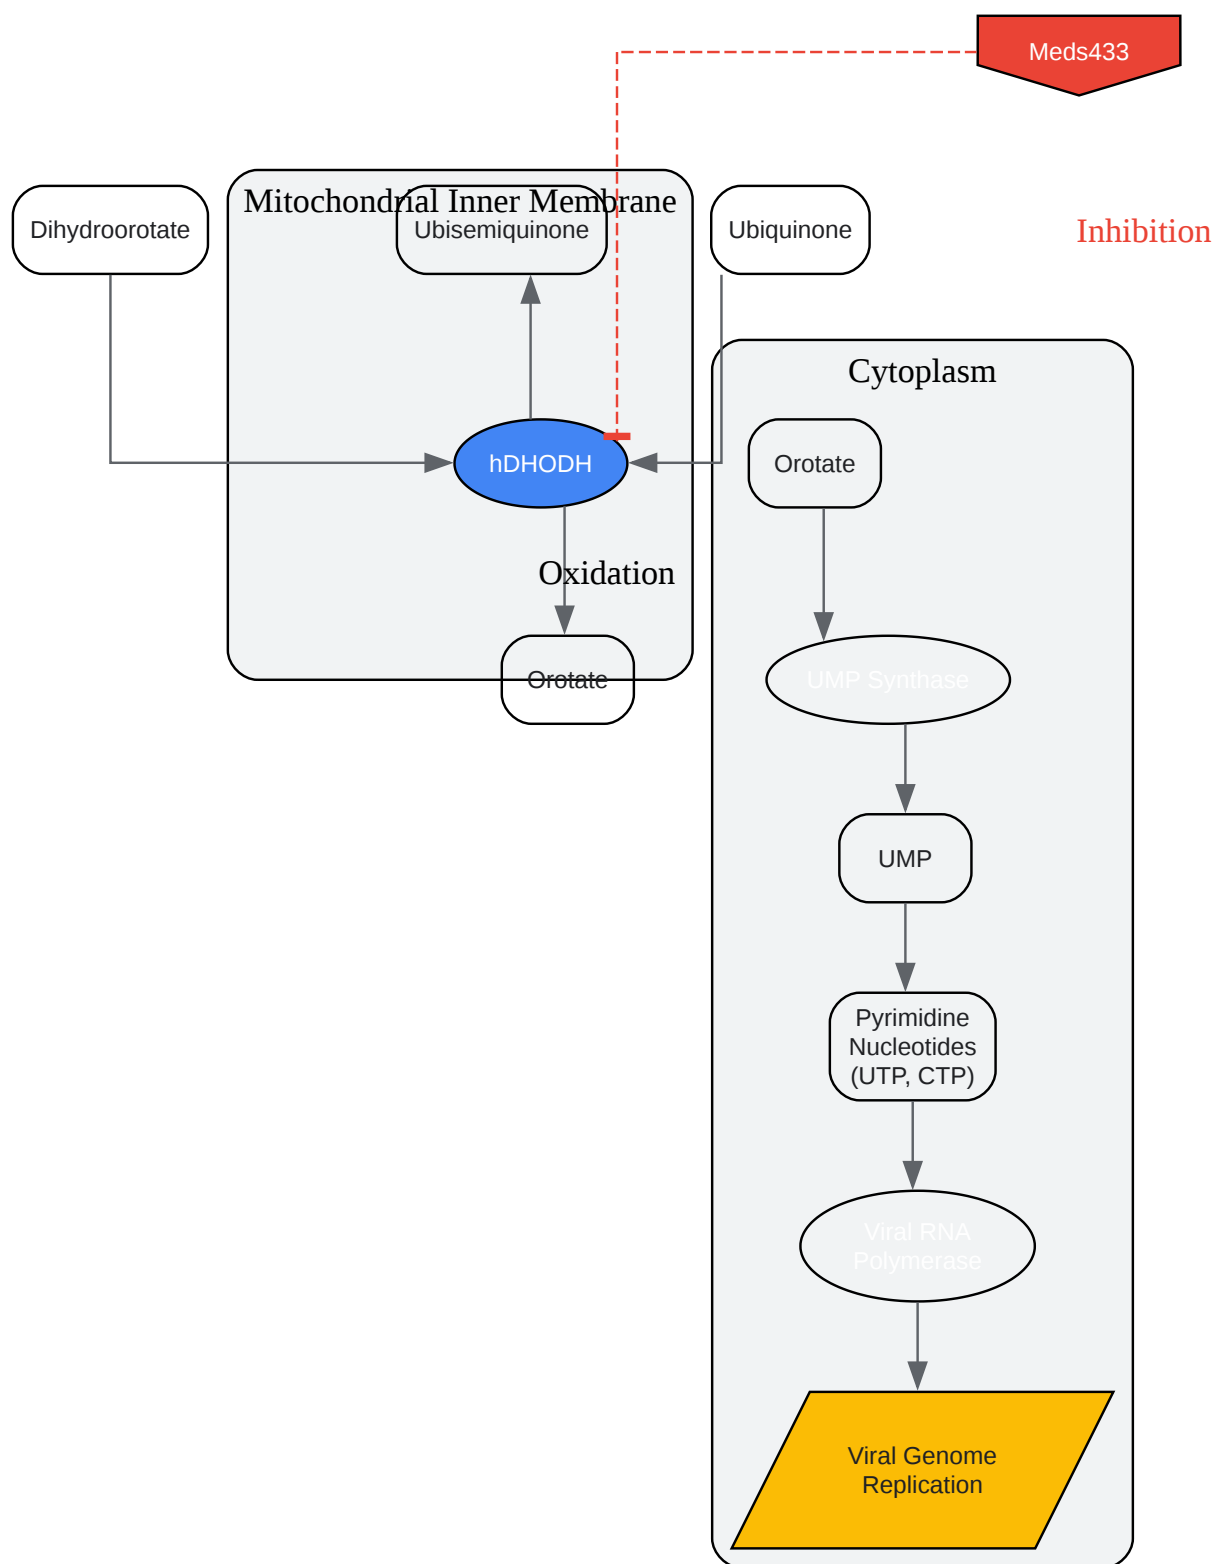 Meds433
Mitochondrial Inner Membrane
Dihydroorotate
Ubisemiquinone
Ubiquinone
Inhibition
Cytoplasm
hDHODH
Orotate
Oxidation
Orotate
UMP Synthase
UMP
Pyrimidine
Nucleotides
(UTP, CTP)
Viral RNA
Polymerase
Viral Genome
Replication